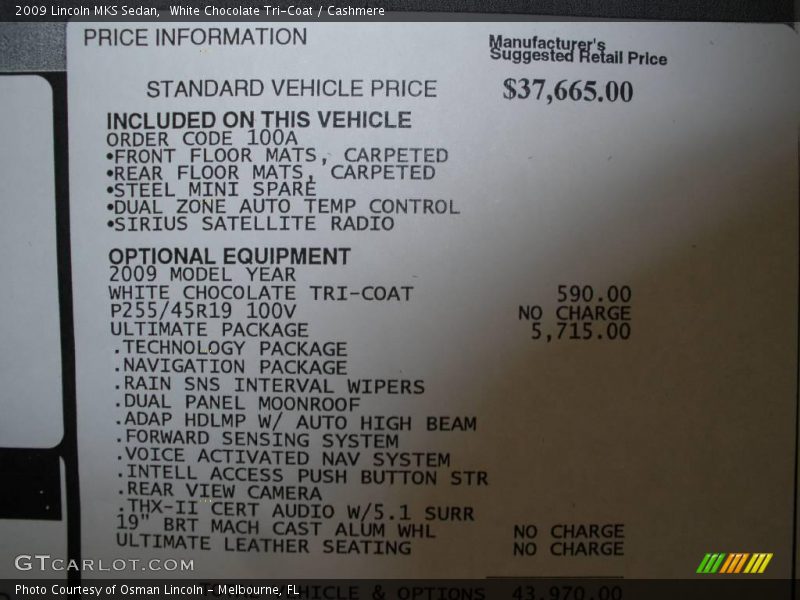 2009 Lincoln MKS Sedan, White Chocolate Tri-Coat / Cashmere
PRICE INFORMATION
Manufacturer's
Suggested Retail Price
STANDARD VEHICLE PRICE $37,665.00
INCLUDED ON THIS VEHICLE
ORDER CODE 100A
•FRONT FLOOR MATS, CARPETED
•REAR FLOOR MATS, CARPETED
•STEEL MINI SPARE
•DUAL ZONE AUTO TEMP CONTROL
•SIRIUS SATELLITE RADIO
OPTIONAL EQUIPMENT
2009 MODEL YEAR
WHITE CHOCOLATE TRI-COAT 590.00
P255/45R19 100V NO CHARGE
ULTIMATE PACKAGE 5,715.00
.TECHNOLOGY PACKAGE
.NAVIGATION PACKAGE
.RAIN SNS INTERVAL WIPERS
.DUAL PANEL MOONROOF
.ADAP HDLMP W/ AUTO HIGH BEAM
.FORWARD SENSING SYSTEM
.VOICE ACTIVATED NAV SYSTEM
.INTELL ACCESS PUSH BUTTON STR
.REAR VIEW CAMERA
.THX-II CERT AUDIO W/5.1 SURR
19" BRT MACH CAST ALUM WHL NO CHARGE
ULTIMATE LEATHER SEATING NO CHARGE
GTCARLOT.COM
Photo Courtesy of Osman Lincoln - Melbourne, FL
VEHICLE & OPTIONS 43,970.00